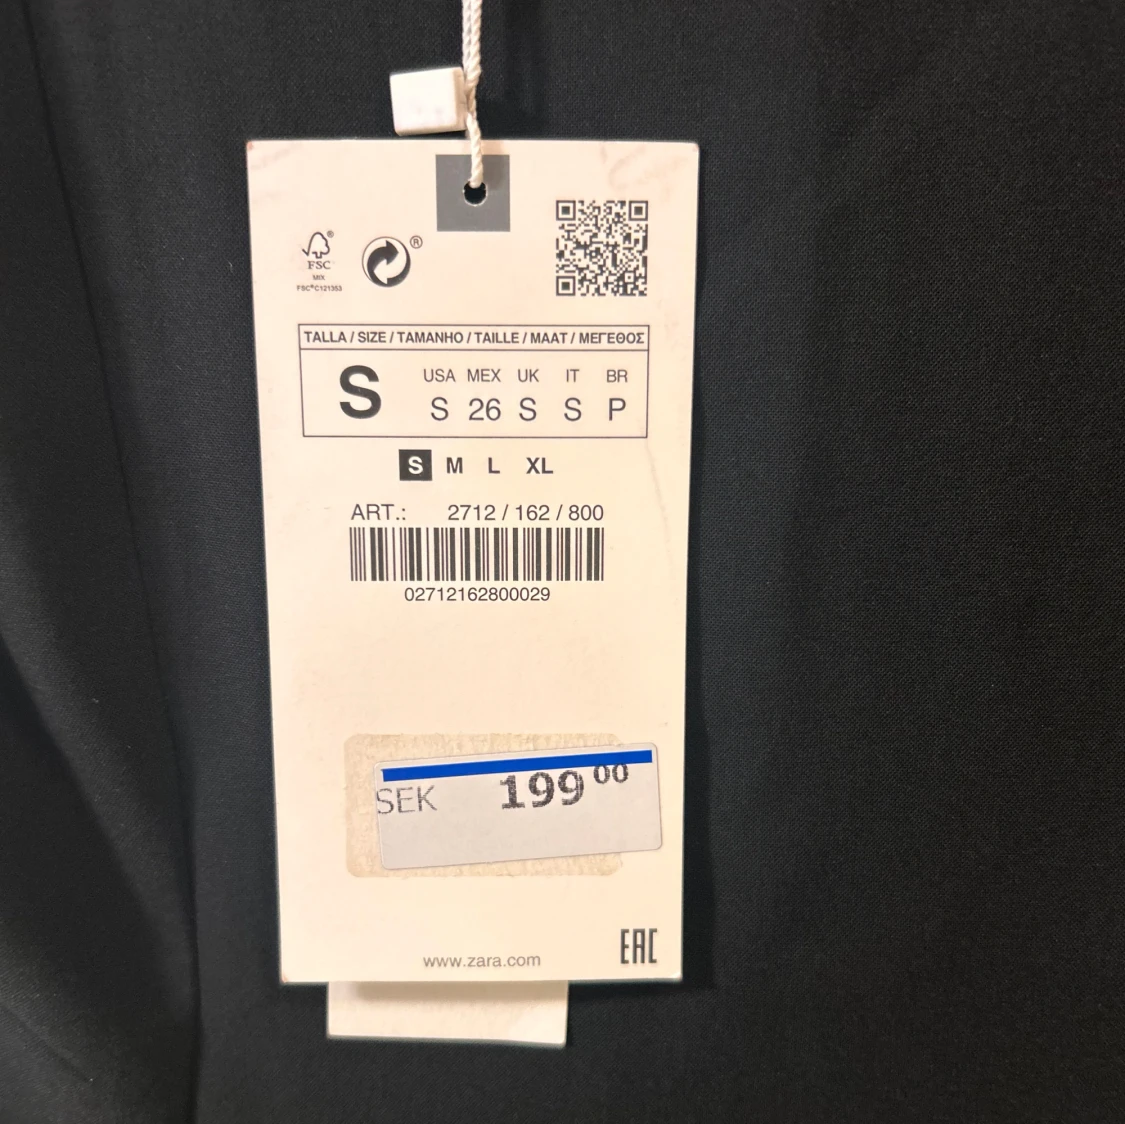 FSC®
MIX
FSC®C121353
®
TALLA / SIZE / TAMANHO / TAILLE / MAAT / ΜΕΓΕΘΟΣ
S
USA MEX UK IT BR
S 26 S S P
S M L XL
ART.: 2712 / 162 / 800
02712162800029
SEK 199 00
www.zara.com
EAC